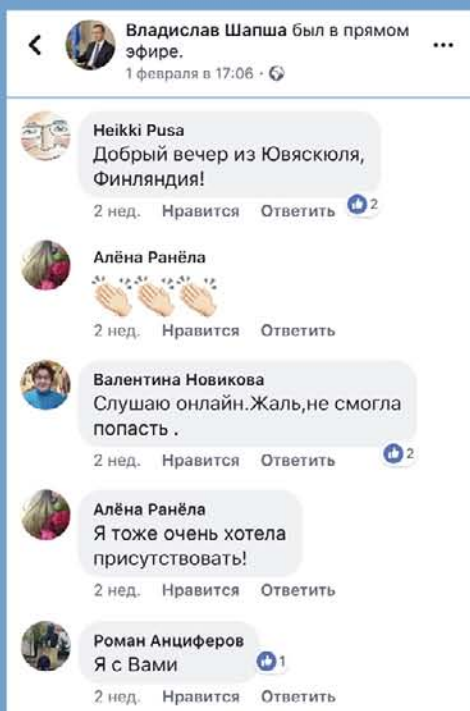 Владислав Шапша был в прямом
эфире.
1 февраля в 17:06 ·
Heikki Pusa
Добрый вечер из Ювяскюля,
Финляндия!
2 нед. Нравится Ответить 2
Алёна Ранёла
2 нед. Нравится Ответить
Валентина Новикова
Слушаю онлайн.Жаль,не смогла
попасть .
2 нед. Нравится Ответить 2
Алёна Ранёла
Я тоже очень хотела
присутствовать!
2 нед. Нравится Ответить
Роман Анциферов
Я с Вами 1
2 нед. Нравится Ответить